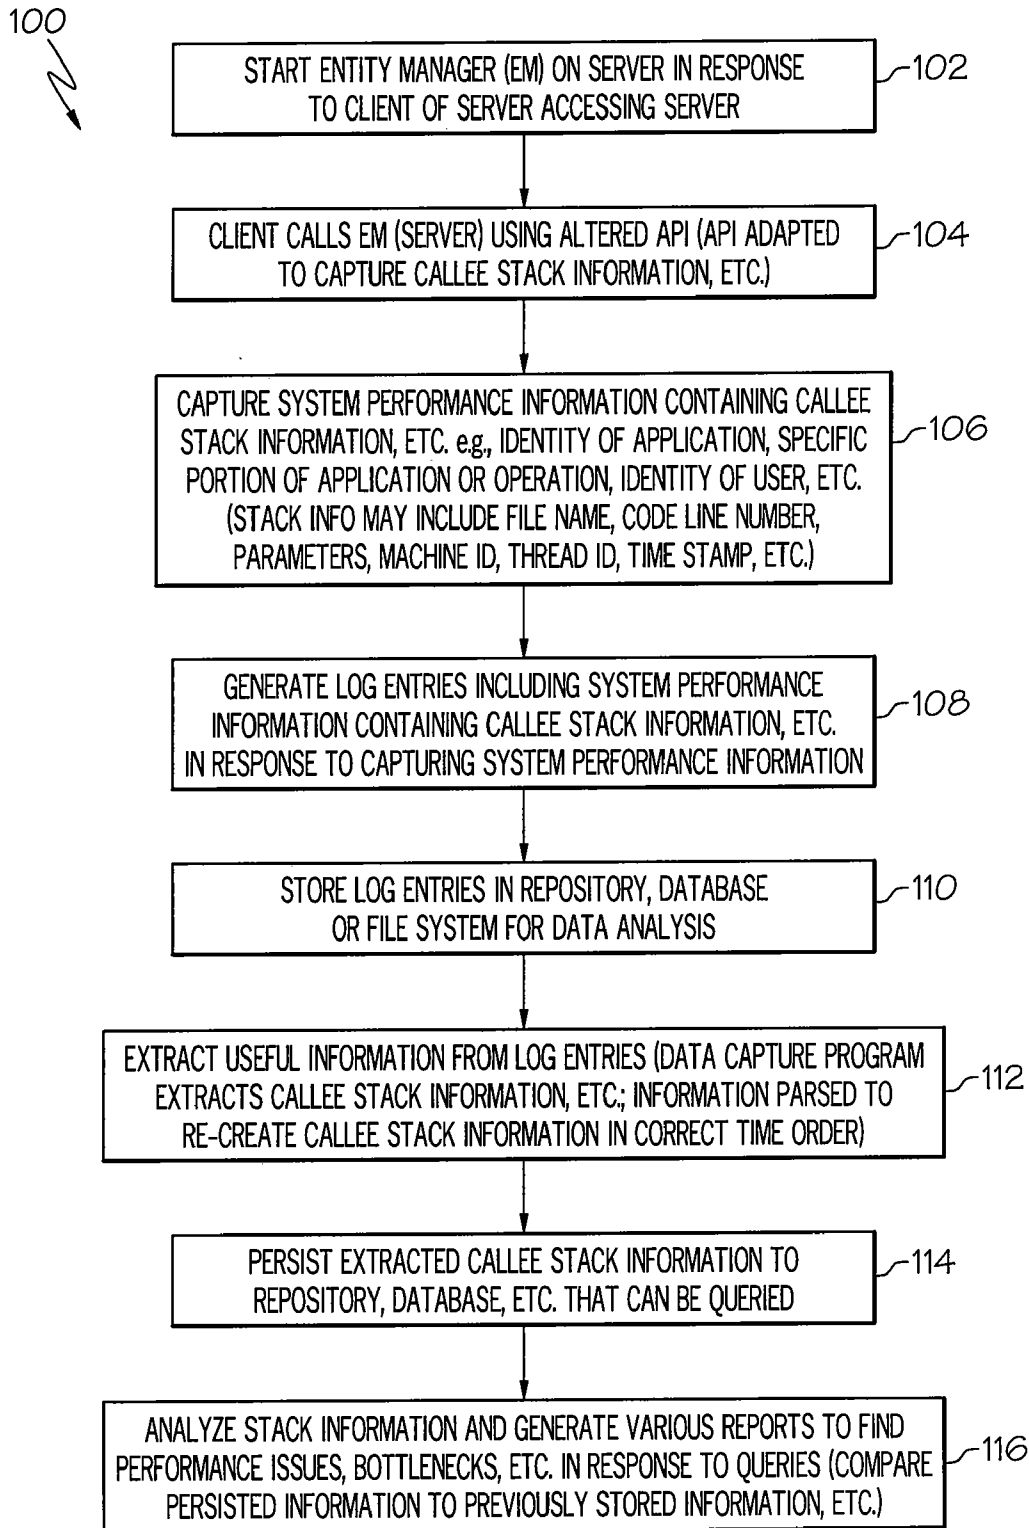 100
START ENTITY MANAGER (EM) ON SERVER IN RESPONSE
TO CLIENT OF SERVER ACCESSING SERVER
102
CLIENT CALLS EM (SERVER) USING ALTERED API (API ADAPTED
TO CAPTURE CALLEE STACK INFORMATION, ETC.)
104
CAPTURE SYSTEM PERFORMANCE INFORMATION CONTAINING CALLEE
STACK INFORMATION, ETC. e.g., IDENTITY OF APPLICATION, SPECIFIC
PORTION OF APPLICATION OR OPERATION, IDENTITY OF USER, ETC.
(STACK INFO MAY INCLUDE FILE NAME, CODE LINE NUMBER,
PARAMETERS, MACHINE ID, THREAD ID, TIME STAMP, ETC.)
106
GENERATE LOG ENTRIES INCLUDING SYSTEM PERFORMANCE
INFORMATION CONTAINING CALLEE STACK INFORMATION, ETC.
IN RESPONSE TO CAPTURING SYSTEM PERFORMANCE INFORMATION
108
STORE LOG ENTRIES IN REPOSITORY, DATABASE
OR FILE SYSTEM FOR DATA ANALYSIS
110
EXTRACT USEFUL INFORMATION FROM LOG ENTRIES (DATA CAPTURE PROGRAM
EXTRACTS CALLEE STACK INFORMATION, ETC.; INFORMATION PARSED TO
RE-CREATE CALLEE STACK INFORMATION IN CORRECT TIME ORDER)
112
PERSIST EXTRACTED CALLEE STACK INFORMATION TO
REPOSITORY, DATABASE, ETC. THAT CAN BE QUERIED
114
ANALYZE STACK INFORMATION AND GENERATE VARIOUS REPORTS TO FIND
PERFORMANCE ISSUES, BOTTLENECKS, ETC. IN RESPONSE TO QUERIES (COMPARE
PERSISTED INFORMATION TO PREVIOUSLY STORED INFORMATION, ETC.)
116